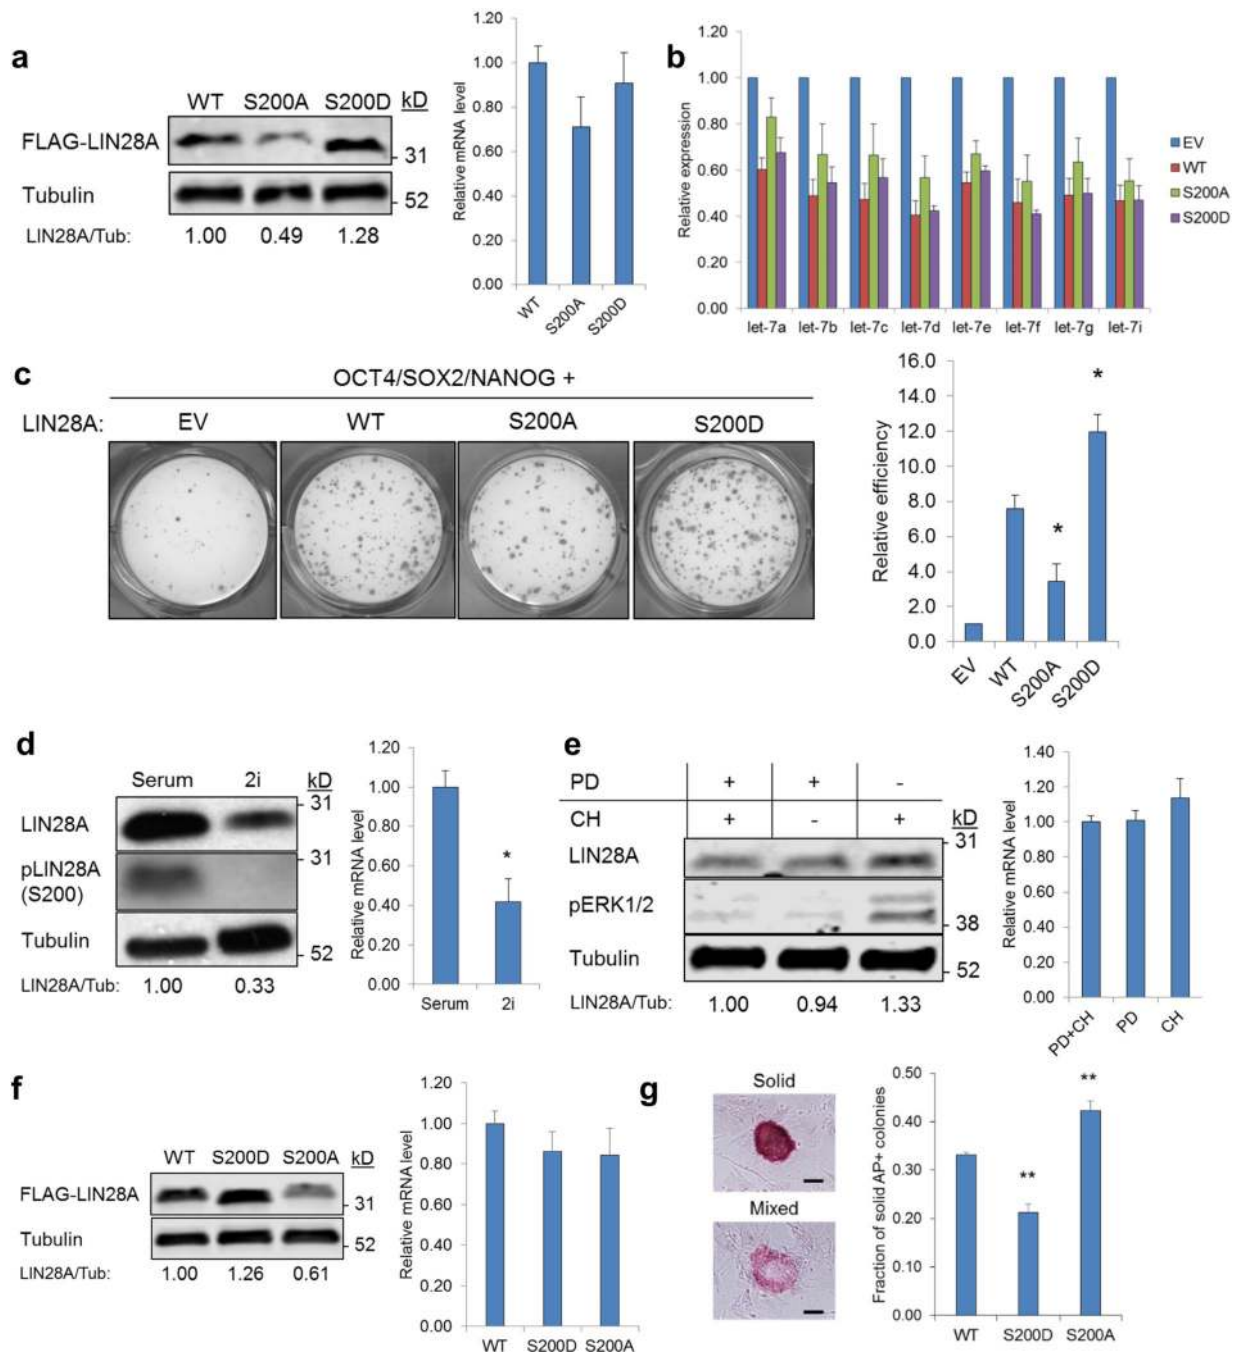 a
WT S200A S200D kD
FLAG-LIN28A
31
Tubulin
52
LIN28A/Tub: 1.00 0.49 1.28
Relative mRNA level
1.20
1.00
0.80
0.60
0.40
0.20
0.00
WT S200A S200D
b
Relative expression
1.20
1.00
0.80
0.60
0.40
0.20
0.00
let-7a let-7b let-7c let-7d let-7e let-7f let-7g let-7i
EV
WT
S200A
S200D
c
OCT4/SOX2/NANOG +
LIN28A: EV WT S200A S200D
Relative efficiency
16.0
14.0
12.0
10.0
8.0
6.0
4.0
2.0
0.0
* *
EV WT S200A S200D
d
Serum 2i kD
31
LIN28A
31
pLIN28A
(S200)
Tubulin
52
LIN28A/Tub: 1.00 0.33
Relative mRNA level
1.20
1.00
0.80
0.60
0.40
0.20
0.00
*
Serum 2i
e
PD + + -
CH + - + kD
31
LIN28A
pERK1/2
38
Tubulin
52
LIN28A/Tub: 1.00 0.94 1.33
Relative mRNA level
1.40
1.20
1.00
0.80
0.60
0.40
0.20
0.00
PD+CH PD CH
f
WT S200D S200A kD
FLAG-LIN28A
31
Tubulin
52
LIN28A/Tub: 1.00 1.26 0.61
Relative mRNA level
1.20
1.00
0.80
0.60
0.40
0.20
0.00
WT S200D S200A
g
Solid
Mixed
Fraction of solid AP+ colonies
0.50
0.40
0.30
0.20
0.10
0.00
** **
WT S200D S200A